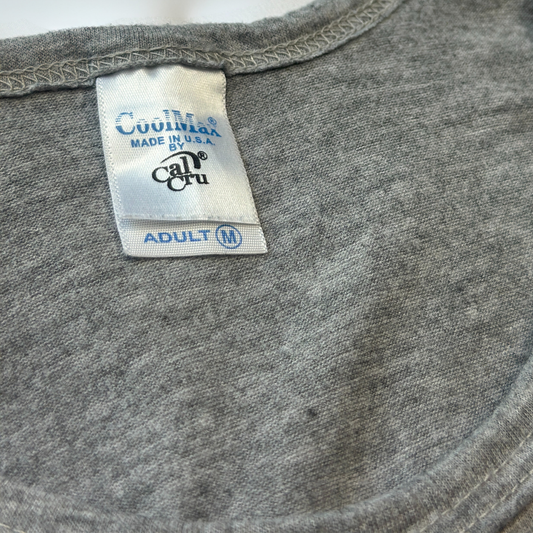 CoolMax®
MADE IN U.S.A.
BY
Cal ®
Cru
ADULT M